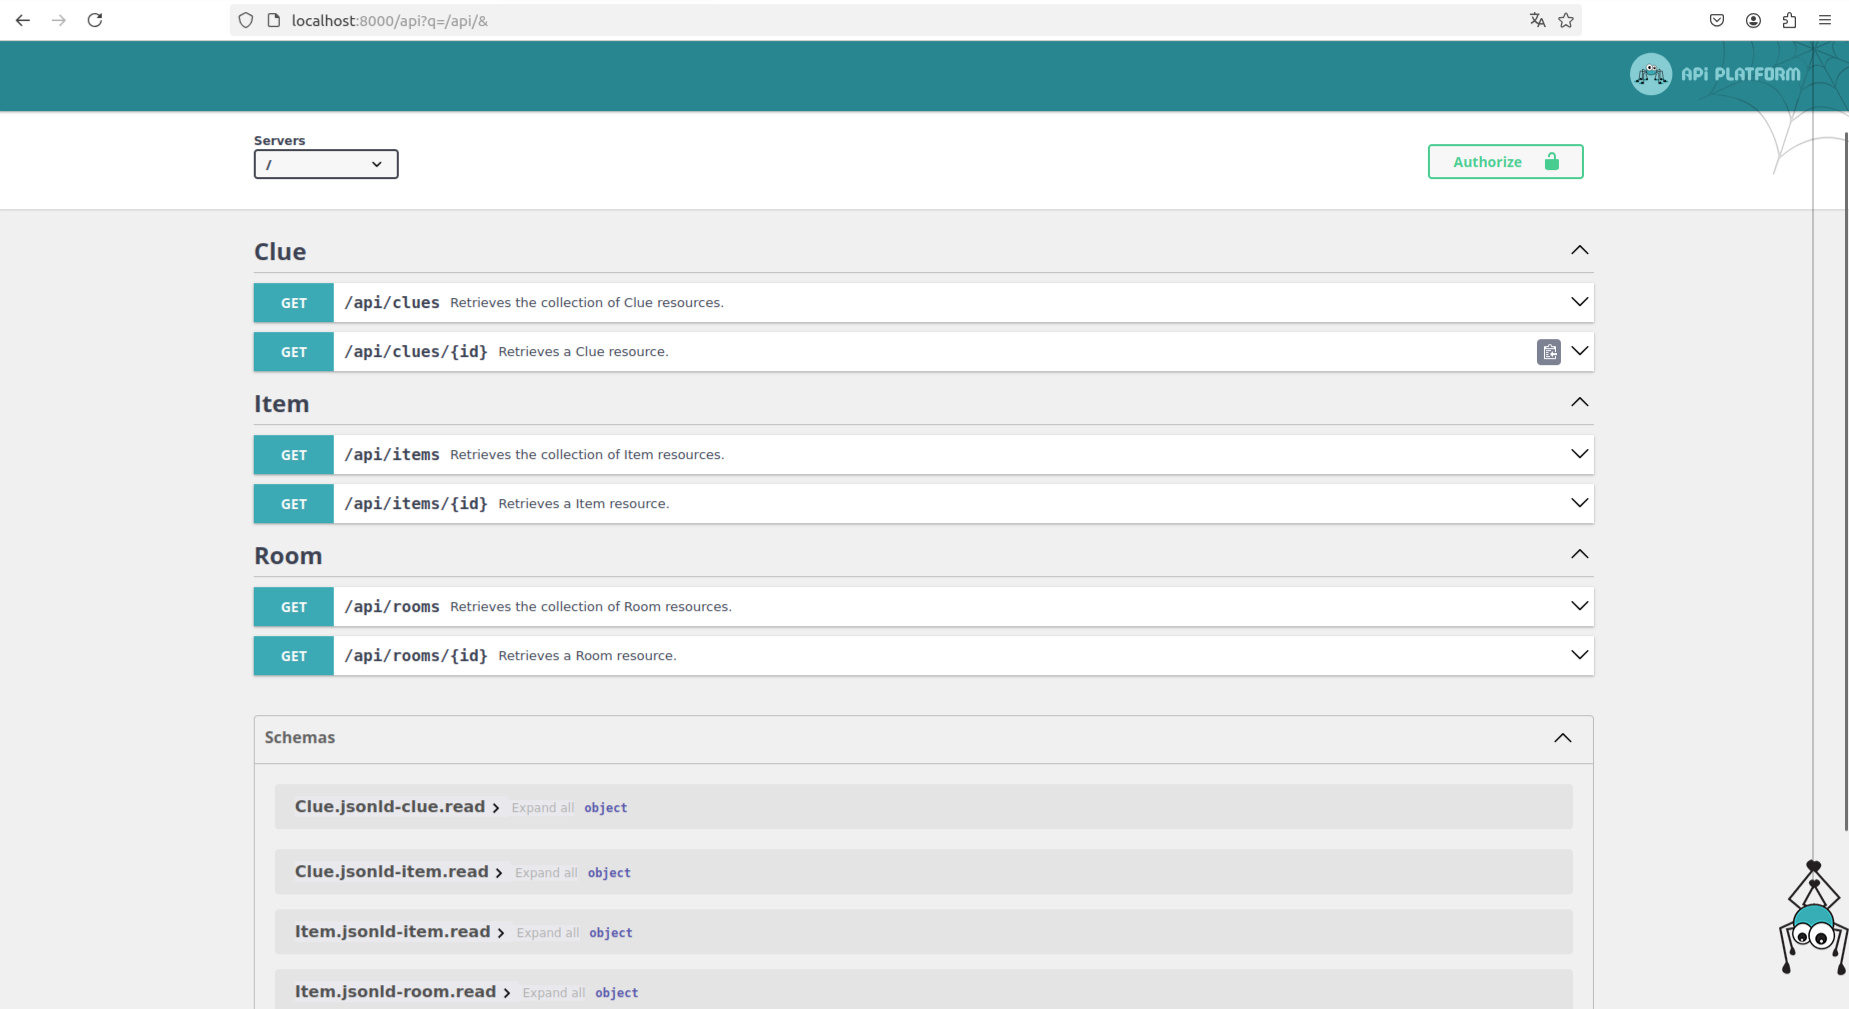 localhost:8000/api?q=/api/&
API PLATFORM
Servers
/
Authorize
Clue
GET /api/clues Retrieves the collection of Clue resources.
GET /api/clues/{id} Retrieves a Clue resource.
Item
GET /api/items Retrieves the collection of Item resources.
GET /api/items/{id} Retrieves a Item resource.
Room
GET /api/rooms Retrieves the collection of Room resources.
GET /api/rooms/{id} Retrieves a Room resource.
Schemas
Clue.jsonld-clue.read Expand all object
Clue.jsonld-item.read Expand all object
Item.jsonld-item.read Expand all object
Item.jsonld-room.read Expand all object